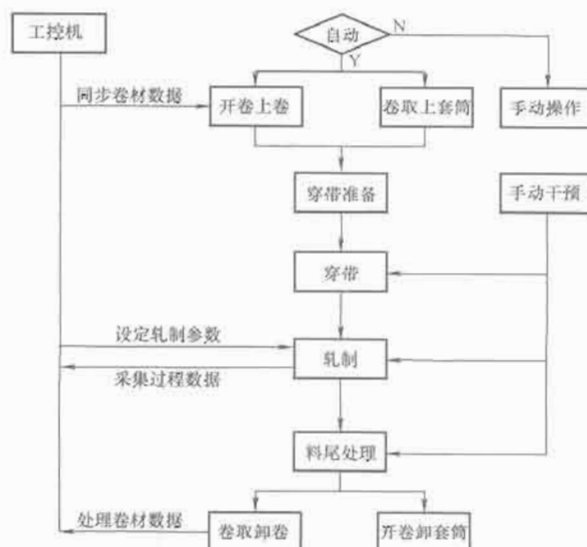 工控机
自动
N
Y
同步卷材数据
开卷上卷
卷取上套筒
手动操作
穿带准备
手动干预
穿带
设定轧制参数
轧制
采集过程数据
料尾处理
处理卷材数据
卷取卸卷
开卷卸套筒